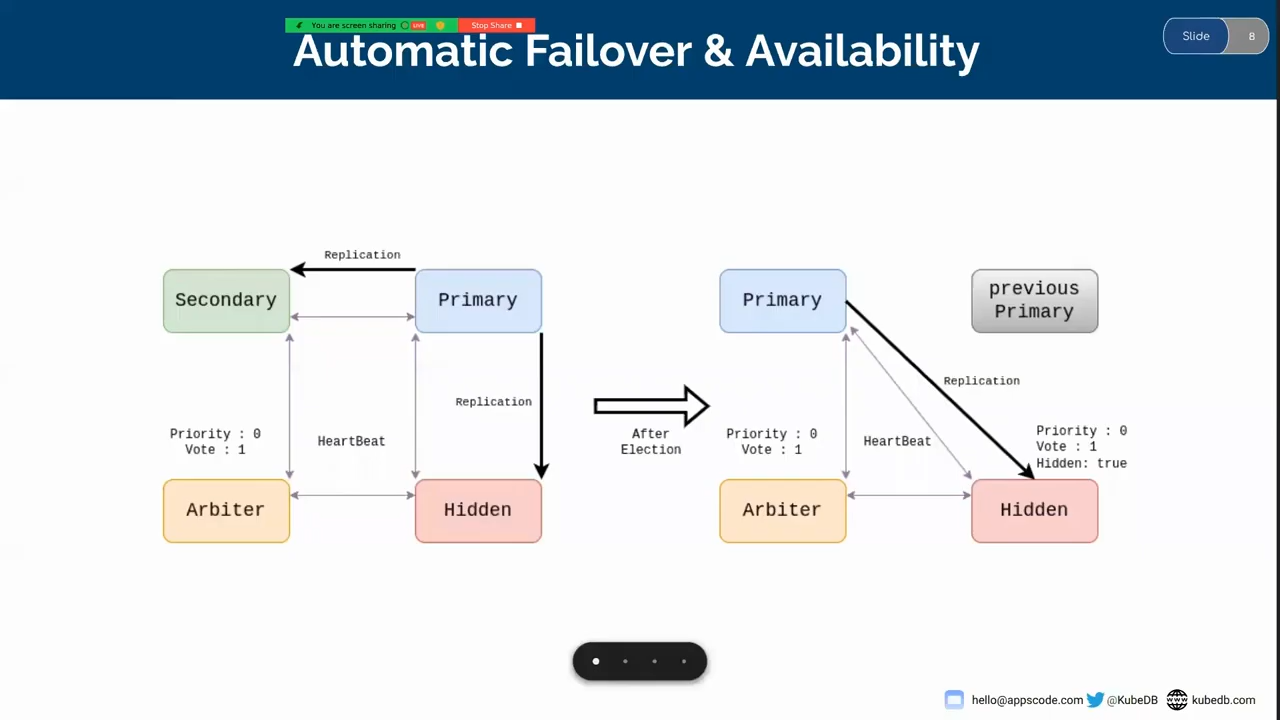 You are screen sharing LIVE Stop Share
Automatic Failover & Availability
Slide 8
Replication
Secondary
Primary
Replication
Priority : 0
Vote : 1
HeartBeat
Arbiter
Hidden
After
Election
Primary
previous
Primary
Replication
Priority : 0
Vote : 1
HeartBeat
Priority : 0
Vote : 1
Hidden: true
Arbiter
Hidden
hello@appscode.com @KubeDB kubedb.com